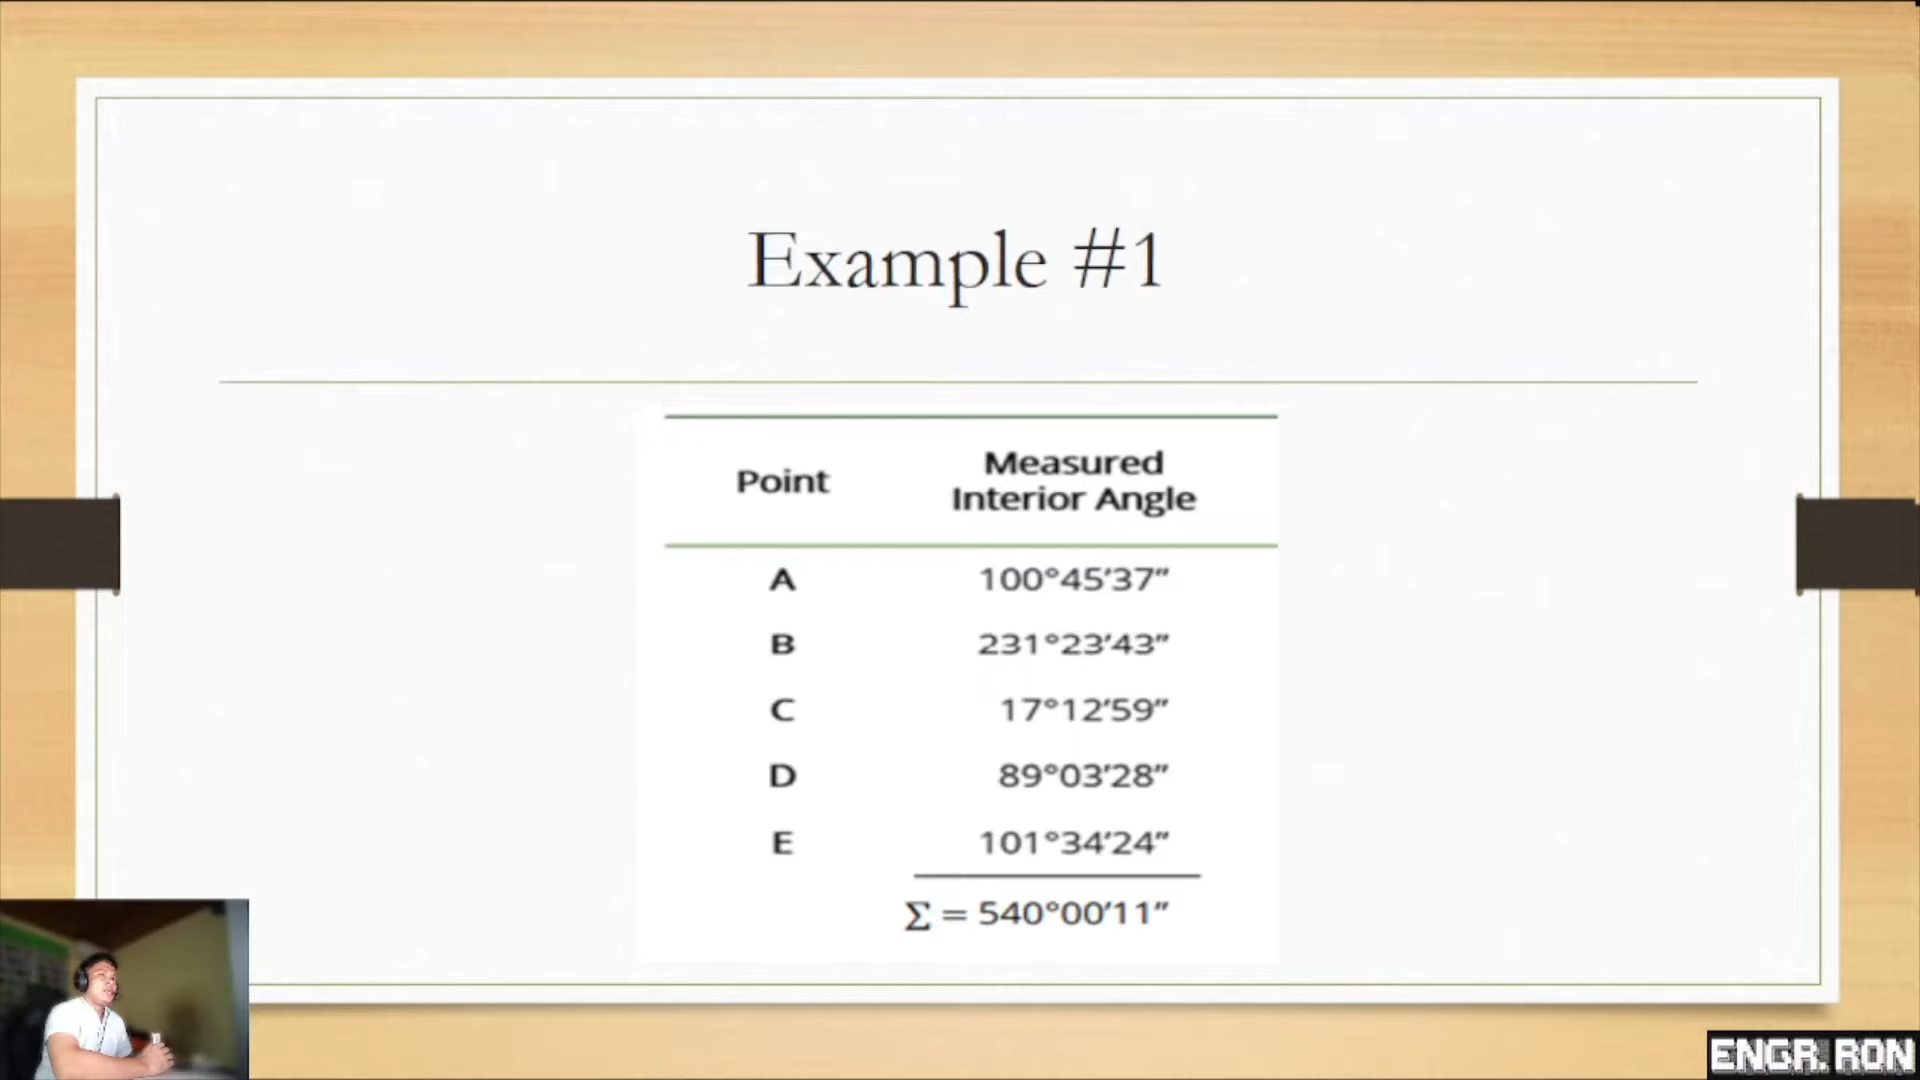 Example #1
Point
Measured
Interior Angle
A 100°45'37"
B 231°23'43"
C 17°12'59"
D 89°03'28"
E 101°34'24"
Σ = 540°00'11"
ENGR. RON